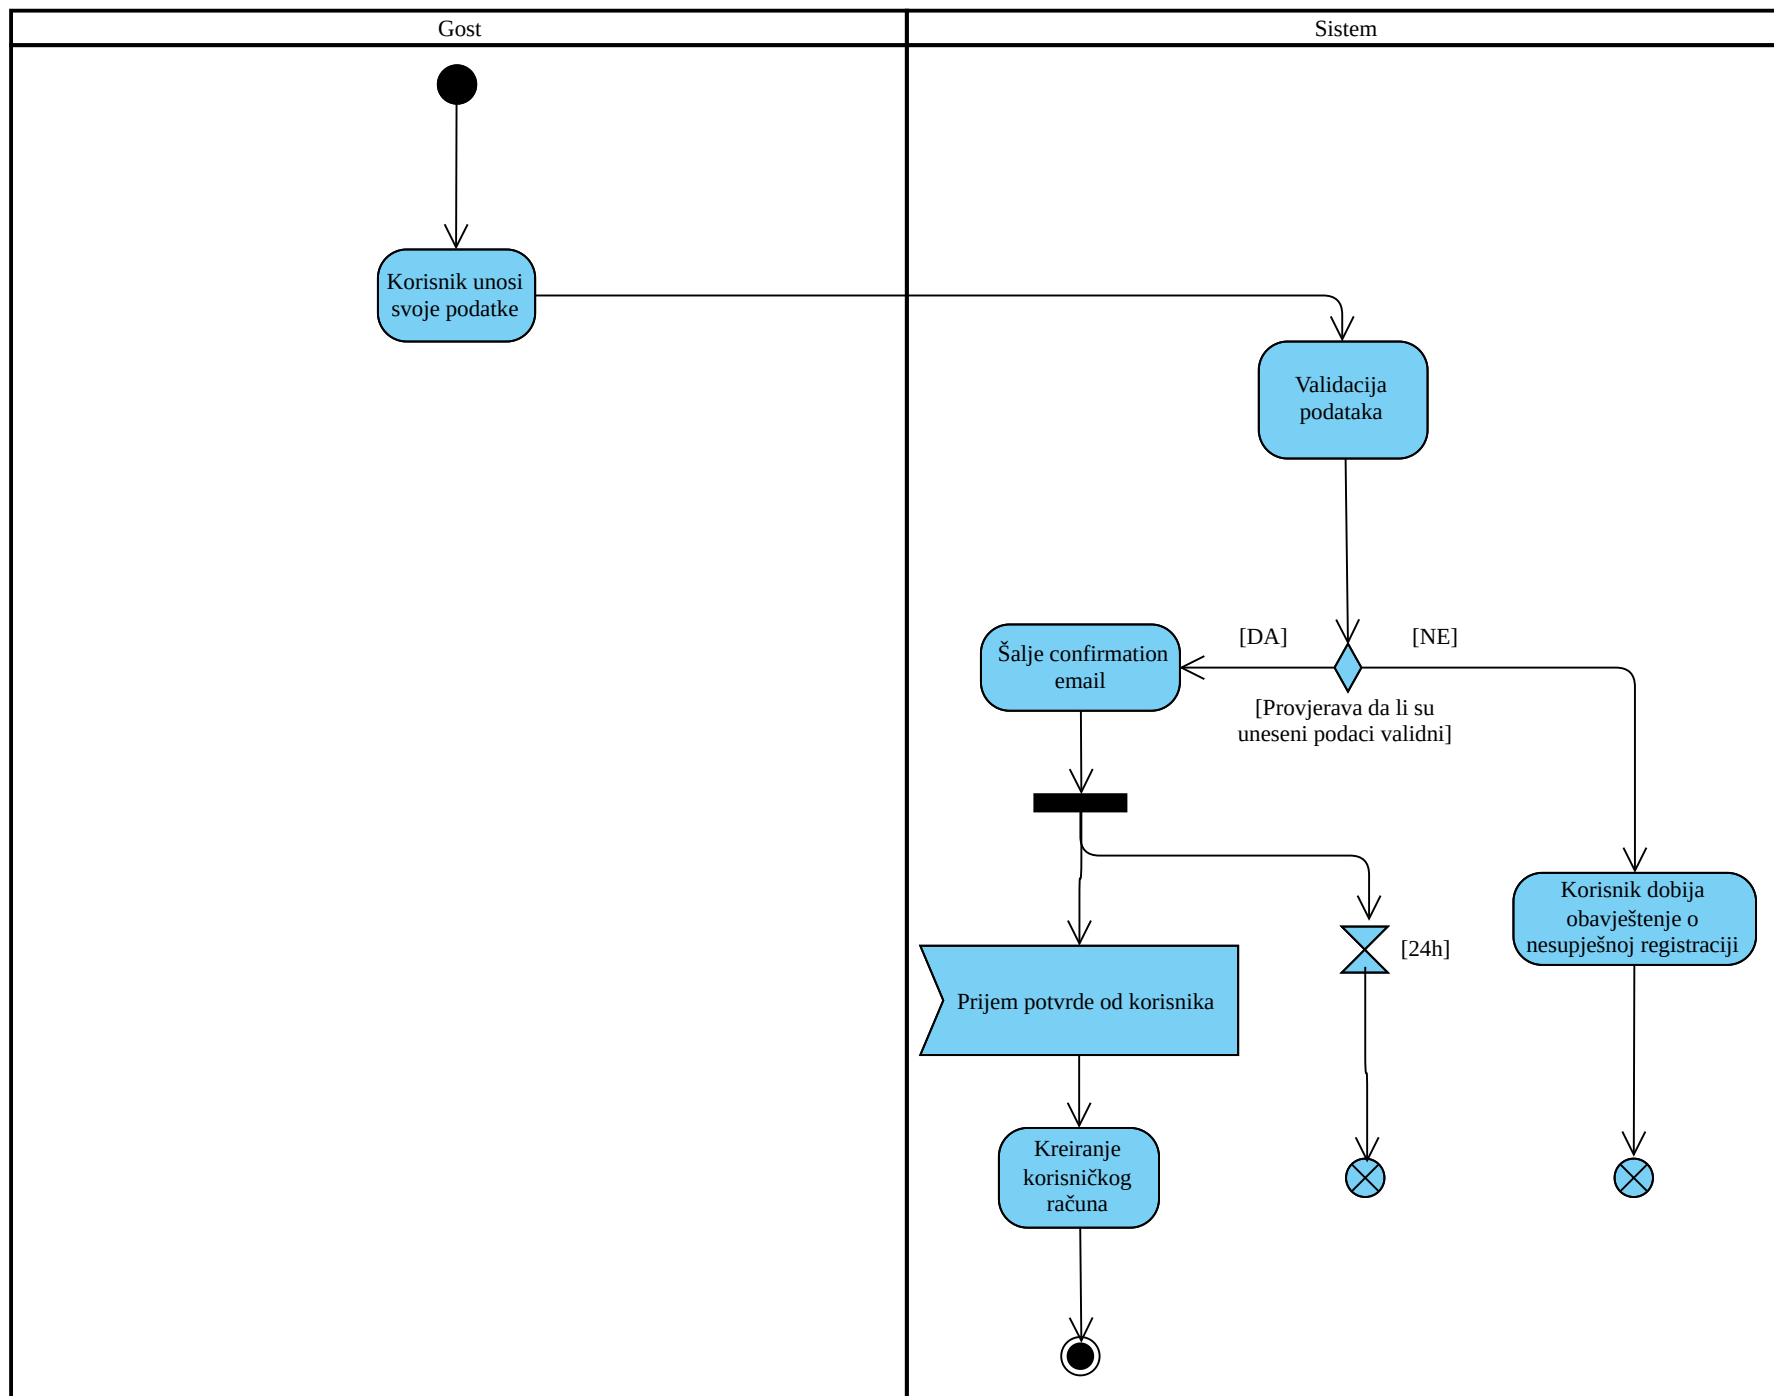 Gost
Sistem
Korisnik unosi
svoje podatke
Validacija
podataka
[DA]
[NE]
Šalje confirmation
email
[Provjerava da li su
uneseni podaci validni]
Korisnik dobija
obavještenje o
nesupješnoj registraciji
[24h]
Prijem potvrde od korisnika
Kreiranje
korisničkog
računa